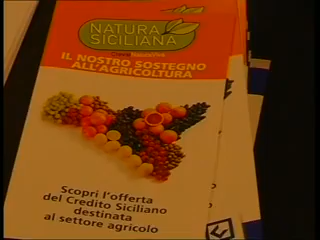 NATURA
SICILIANA
IL NOSTRO SOSTEGNO
ALL'AGRICOLTURA
Scopri l'offerta
del Credito Siciliano
destinata
al settore agricolo